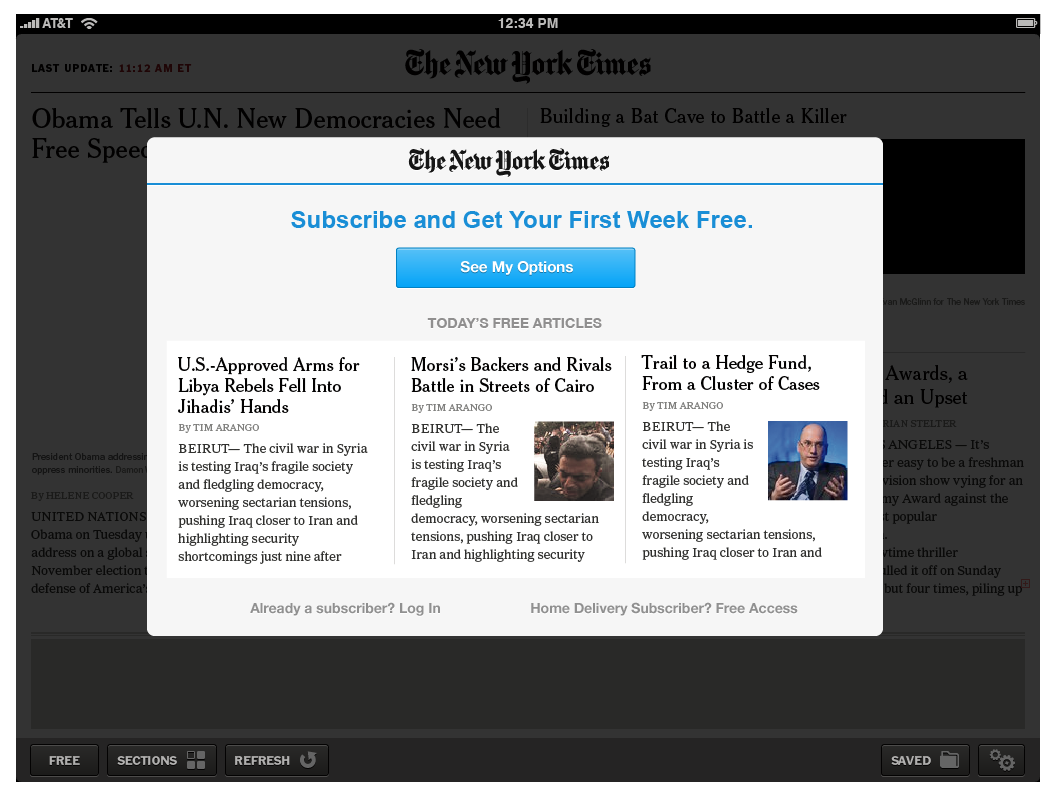 AT&T
12:34 PM
LAST UPDATE: 11:12 AM ET
The New York Times
Obama Tells U.N. New Democracies Need
Free Speec
Building a Bat Cave to Battle a Killer
van McGlinn for The New York Times
President Obama addressin
oppress minorities. Damon
By HELENE COOPER
UNITED NATIONS
Obama on Tuesday
address on a global
November election
defense of America's
Awards, a
an Upset
RIAN STELTER
ANGELES — It's
er easy to be a freshman
vision show vying for an
my Award against the
t popular
ytime thriller
lled it off on Sunday
but four times, piling up
The New York Times
Subscribe and Get Your First Week Free.
See My Options
TODAY'S FREE ARTICLES
U.S.-Approved Arms for
Libya Rebels Fell Into
Jihadis' Hands
By TIM ARANGO
BEIRUT— The civil war in Syria
is testing Iraq's fragile society
and fledgling democracy,
worsening sectarian tensions,
pushing Iraq closer to Iran and
highlighting security
shortcomings just nine after
Morsi's Backers and Rivals
Battle in Streets of Cairo
By TIM ARANGO
BEIRUT— The
civil war in Syria
is testing Iraq's
fragile society and
fledgling
democracy, worsening sectarian
tensions, pushing Iraq closer to
Iran and highlighting security
Trail to a Hedge Fund,
From a Cluster of Cases
By TIM ARANGO
BEIRUT— The
civil war in Syria is
testing Iraq's
fragile society and
fledgling
democracy,
worsening sectarian tensions,
pushing Iraq closer to Iran and
Already a subscriber? Log In
Home Delivery Subscriber? Free Access
FREE
SECTIONS
REFRESH
SAVED